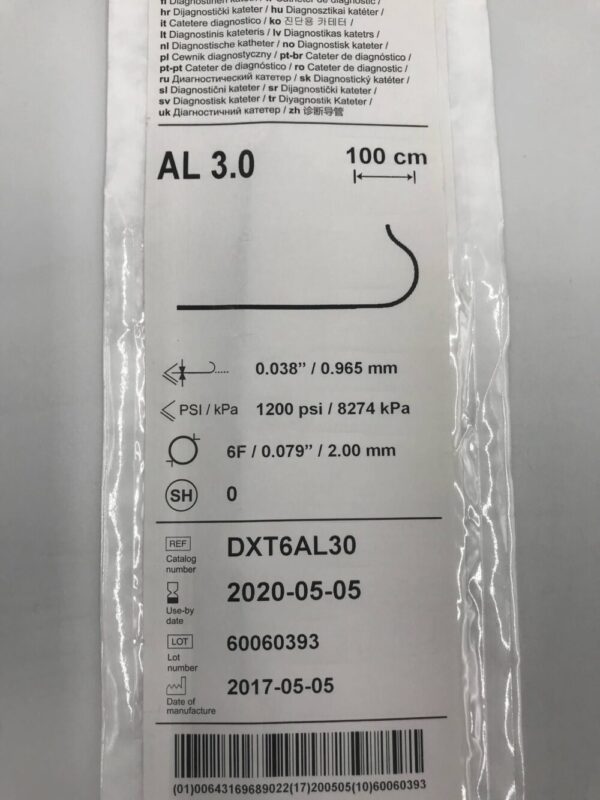 fi Diagnostinen
hr Dijagnostički kateter / hu Diagnosztikai katéter /
it Catetere diagnostico / ko 진단용 카테터 /
lt Diagnostinis kateteris / lv Diagnostikas katetrs /
nl Diagnostische katheter / no Diagnostisk kateter /
pl Cewnik diagnostyczny / pt-br Cateter de diagnóstico /
pt-pt Cateter de diagnóstico / ro Cateter de diagnostic /
ru Диагностический катетер / sk Diagnostický katéter /
sl Diagnostični kateter / sr Dijagnostički kateter /
sv Diagnostisk kateter / tr Diyagnostik Kateter /
uk Діагностичний катетер / zh 诊断导管
AL 3.0
100 cm
0.038” / 0.965 mm
PSI / kPa 1200 psi / 8274 kPa
6F / 0.079” / 2.00 mm
SH 0
REF DXT6AL30
Catalog
number
2020-05-05
Use-by
date
LOT 60060393
Lot
number
2017-05-05
Date of
manufacture
(01)00643169689022(17)200505(10)60060393